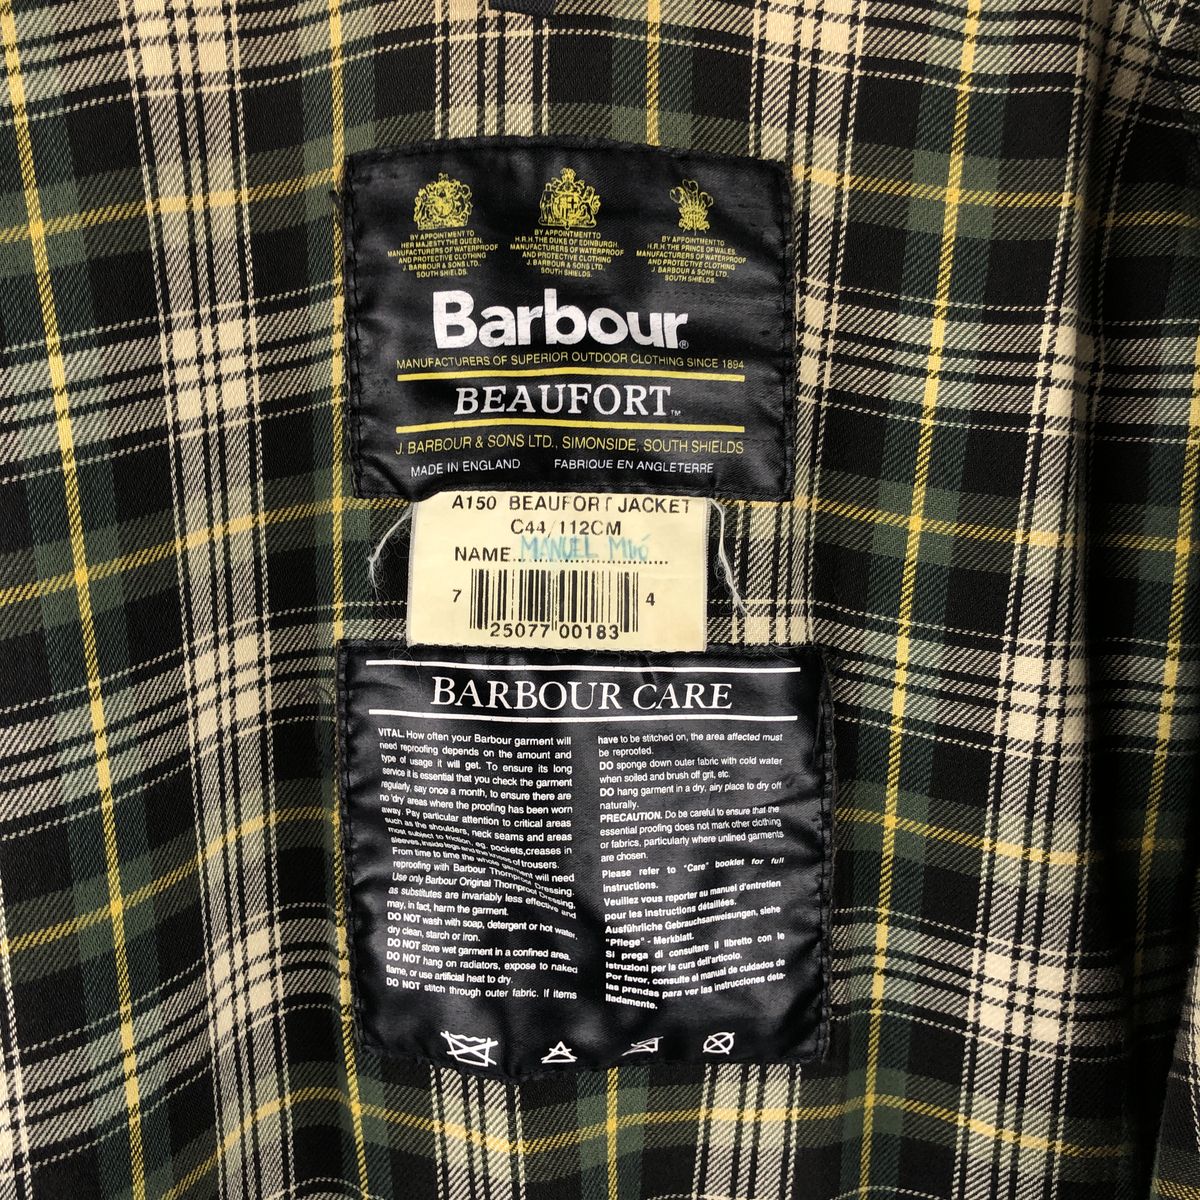 BY APPOINTMENT TO
HER MAJESTY THE QUEEN.
MANUFACTURERS OF WATERPROOF
AND PROTECTIVE CLOTHING
J. BARBOUR & SONS LTD.,
SOUTH SHIELDS.
BY APPOINTMENT TO
H.R.H. THE DUKE OF EDINBURGH,
MANUFACTURERS OF WATERPROOF
AND PROTECTIVE CLOTHING
J. BARBOUR & SONS LTD.
SOUTH SHIELDS.
BY APPOINTMENT TO
H.R.H. THE PRINCE OF WALES,
MANUFACTURERS OF WATERPROOF
AND PROTECTIVE CLOTHING
J. BARBOUR & SONS LTD.
SOUTH SHIELDS.
Barbour®
MANUFACTURERS OF SUPERIOR OUTDOOR CLOTHING SINCE 1894
BEAUFORT™
J. BARBOUR & SONS LTD., SIMONSIDE, SOUTH SHIELDS
MADE IN ENGLAND FABRIQUE EN ANGLETERRE
A150 BEAUFORT JACKET
C44/112CM
NAME MANUEL Miró
7 25077 00183 4
BARBOUR CARE
VITAL. How often your Barbour garment will
need reproofing depends on the amount and
type of usage it will get. To ensure its long
service it is essential that you check the garment
regularly, say once a month, to ensure there are
no 'dry' areas where the proofing has been worn
away. Pay particular attention to critical areas
such as the shoulders, neck seams and areas
most subject to friction, eg. pockets,creases in
sleeves,inside legs and the knees of trousers.
From time to time the whole garment will need
reproofing with Barbour Thornproof Dressing.
Use only Barbour Original Thornproof Dressing,
as substitutes are invariably less effective and
may, in fact, harm the garment.
DO NOT wash with soap, detergent or hot water,
dry clean, starch or iron.
DO NOT store wet garment in a confined area.
DO NOT hang on radiators, expose to naked
flame, or use artificial heat to dry.
DO NOT stitch through outer fabric. If items
have to be stitched on, the area affected must
be reproofed.
DO sponge down outer fabric with cold water
when soiled and brush off grit, etc.
DO hang garment in a dry, airy place to dry off
naturally.
PRECAUTION. Do be careful to ensure that the
essential proofing does not mark other clothing
or fabrics, particularly where unlined garments
are chosen.
Please refer to "Care" booklet for full
instructions.
Veuillez vous reporter au manuel d'entretien
pour les instructions détaillées.
Ausführliche Gebrauchsanweisungen, siehe
"Pflege" - Merkblatt.
Si prega di consultare il libretto con le
istruzioni per la cura dell'articolo.
Por favor, consulte el manual de cuidados de
las prendas para ver las instrucciones deta-
lladamente.